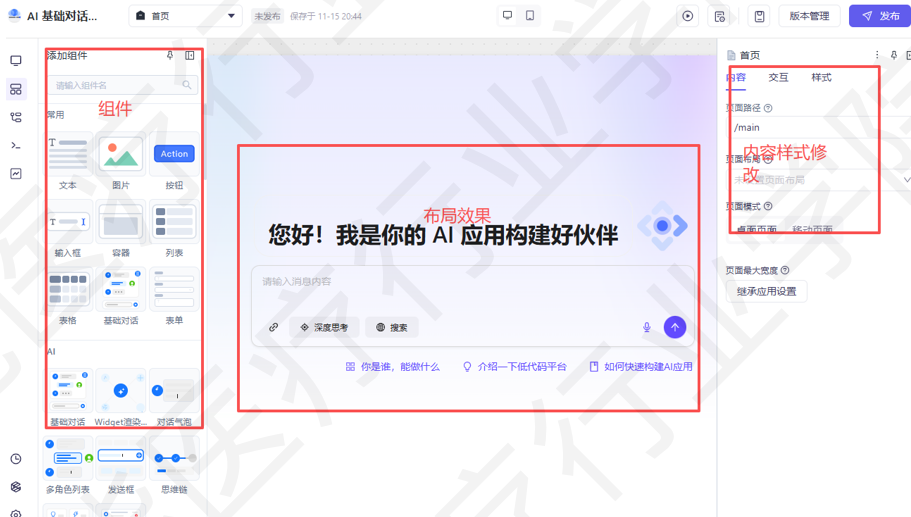 AI 基础对话... 首页 未发布 保存于 11-15 20:44 版本管理 发布
添加组件
请输入组件名
组件
常用
Action
文本 图片 按钮
输入框 容器 列表
表格 基础对话 表单
AI
基础对话 Widget渲染... 对话气泡
多角色列表 发送框 思维链
布局效果
您好！我是你的 AI 应用构建好伙伴
请输入消息内容
深度思考 搜索
你是谁，能做什么 介绍一下低代码平台 如何快速构建AI应用
首页
内容 交互 样式
页面路径
/main
内容样式修
改
页面布局
页面布局
页面模式
桌面页面 移动页面
页面最大宽度
继承应用设置
医疗行业学院